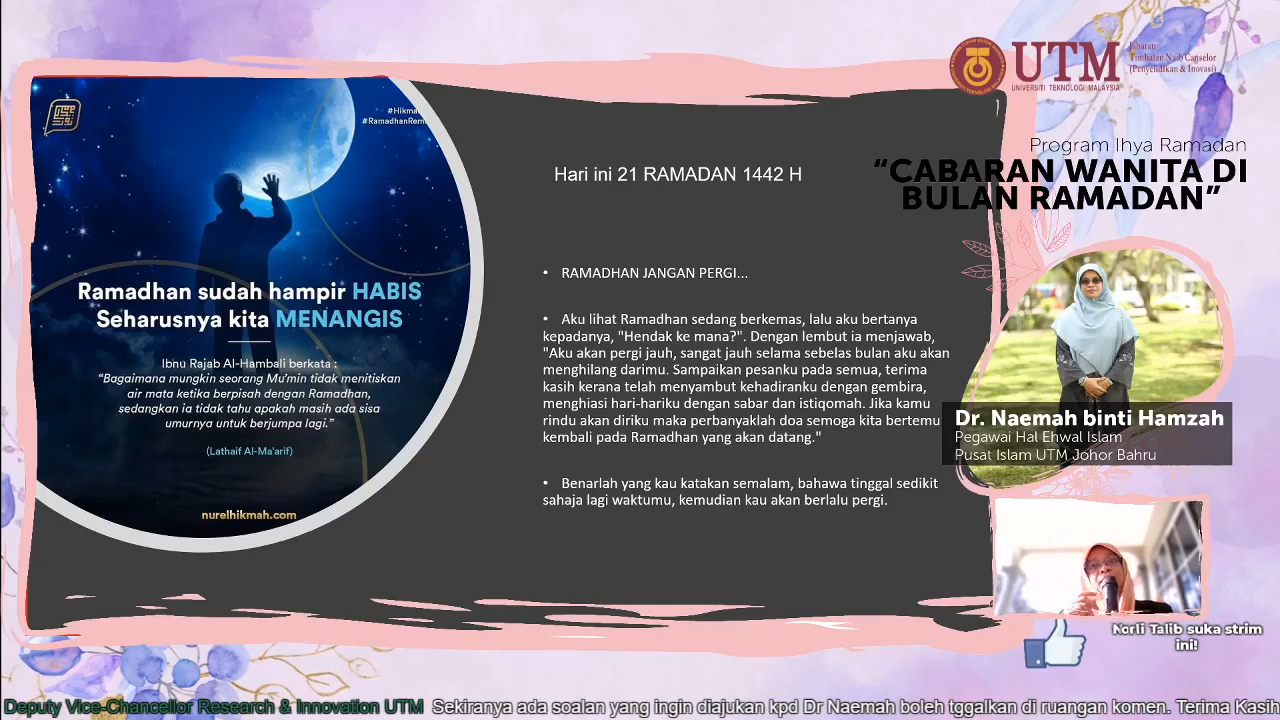 #Hikma
#RamadhanRem
Ramadhan sudah hampir HABIS
Seharusnya kita MENANGIS
Ibnu Rajab Al-Hambali berkata :
“Bagaimana mungkin seorang Mu’min tidak menitiskan
air mata ketika berpisah dengan Ramadhan,
sedangkan ia tidak tahu apakah masih ada sisa
umurnya untuk berjumpa lagi.”
(Lathaif Al-Ma’arif)
nurelhikmah.com
Hari ini 21 RAMADAN 1442 H
• RAMADHAN JANGAN PERGI...
• Aku lihat Ramadhan sedang berkemas, lalu aku bertanya
kepadanya, "Hendak ke mana?". Dengan lembut ia menjawab,
"Aku akan pergi jauh, sangat jauh selama sebelas bulan aku akan
menghilang darimu. Sampaikan pesanku pada semua, terima
kasih kerana telah menyambut kehadiranku dengan gembira,
menghiasi hari-hariku dengan sabar dan istiqomah. Jika kamu
rindu akan diriku maka perbanyaklah doa semoga kita bertemu
kembali pada Ramadhan yang akan datang."
• Benarlah yang kau katakan semalam, bahawa tinggal sedikit
sahaja lagi waktumu, kemudian kau akan berlalu pergi.
UTM
UNIVERSITI TEKNOLOGI MALAYSIA
Jabatan
Timbalan Naib Canselor
(Penyelidikan & Inovasi)
Program Ihya Ramadan
“CABARAN WANITA DI
BULAN RAMADAN”
Dr. Naemah binti Hamzah
Pegawai Hal Ehwal Islam
Pusat Islam UTM Johor Bahru
Norli Talib suka strim
ini!
Deputy Vice-Chancellor Research & Innovation UTM Sekiranya ada soalan yang ingin diajukan kpd Dr Naemah boleh tggalkan di ruangan komen. Terima Kasih